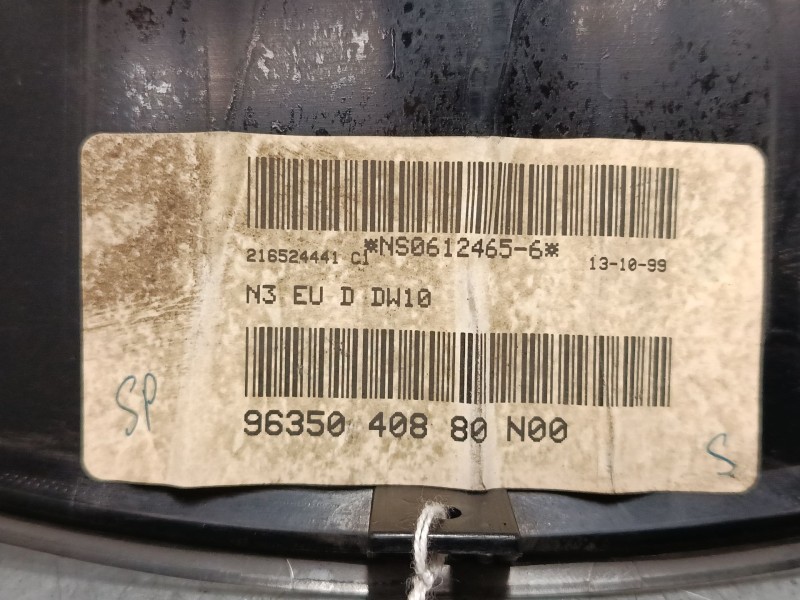 *NS0612465-6*
216524441 C1 13-10-99
N3 EU D DW10
96350 408 80 N00
SP
S